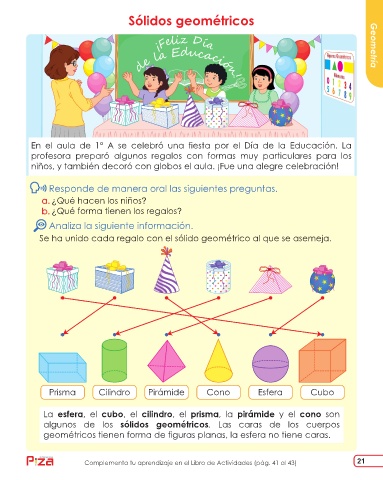 Sólidos geométricos
Geometría
¡Feliz Día
de la Educación!
En el aula de 1° A se celebró una fiesta por el Día de la Educación. La
profesora preparó algunos regalos con formas muy particulares para los
niños, y también decoró con globos el aula. ¡Fue una alegre celebración!
Responde de manera oral las siguientes preguntas.
a. ¿Qué hacen los niños?
b. ¿Qué forma tienen los regalos?
Analiza la siguiente información.
Se ha unido cada regalo con el sólido geométrico al que se asemeja.
Prisma Cilindro Pirámide Cono Esfera Cubo
La esfera, el cubo, el cilindro, el prisma, la pirámide y el cono son
algunos de los sólidos geométricos. Las caras de los cuerpos
geométricos tienen forma de figuras planas, la esfera no tiene caras.
Complementa tu aprendizaje en el Libro de Actividades (pág. 41 al 43)
21